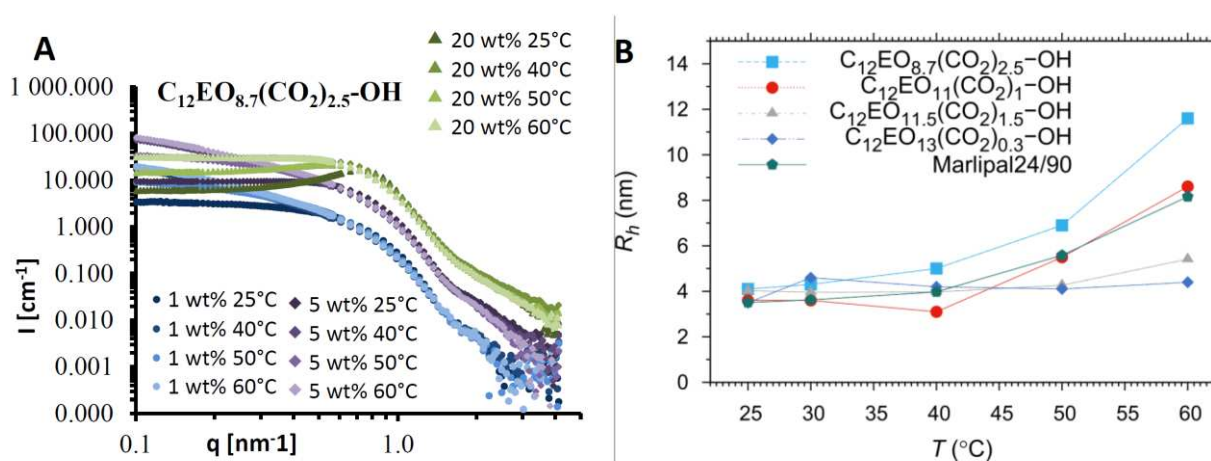 A
20 wt% 25°C
20 wt% 40°C
20 wt% 50°C
20 wt% 60°C
C₁₂EO₈.₇(CO₂)₂.₅-OH
1 000.000
100.000
10.000
1.000
0.100
0.010
0.001
0.000
I [cm⁻¹]
1 wt% 25°C
1 wt% 40°C
1 wt% 50°C
1 wt% 60°C
5 wt% 25°C
5 wt% 40°C
5 wt% 50°C
5 wt% 60°C
0.1
1.0
q [nm⁻¹]
B
C₁₂EO₈.₇(CO₂)₂.₅-OH
C₁₂EO₁₁(CO₂)₁-OH
C₁₂EO₁₁.₅(CO₂)₁.₅-OH
C₁₂EO₁₃(CO₂)₀.₃-OH
Marlipal24/90
14
12
10
8
6
4
2
0
Rₕ (nm)
25
30
35
40
45
50
55
60
T (°C)